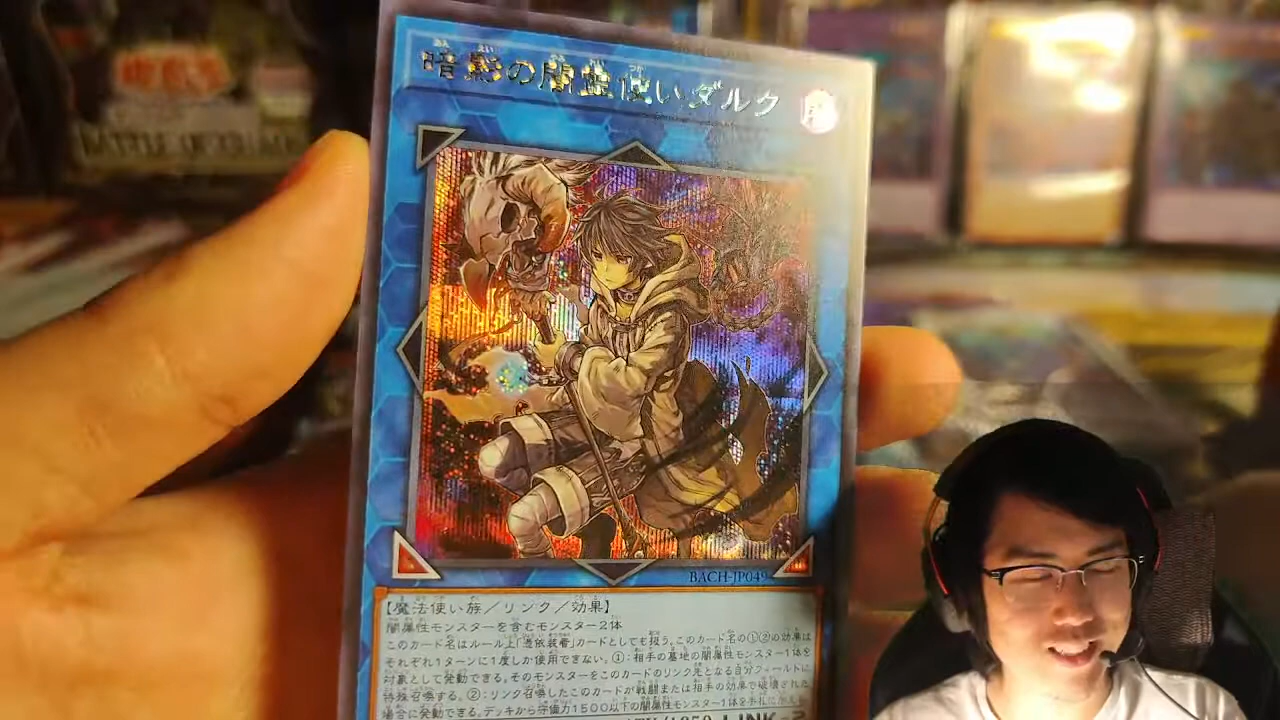 暗影の闇霊使いダルク
BACH-JP049
【魔法使い族／リンク／効果】
闇属性モンスターを含むモンスター2体
このカード名はルール上「憑依装着」カードとしても扱う。このカード名の①②の効果は
それぞれ1ターンに1度しか使用できない。①：相手の墓地の闇属性モンスター1体を
対象として発動できる。そのモンスターをこのカードのリンク先となる自分フィールドに
特殊召喚する。②：リンク召喚したこのカードが戦闘または相手の効果で破壊された
場合に発動できる。デッキから守備力1500以下の闇属性モンスター1体を手札に加える
ATK/1850 LINK-2